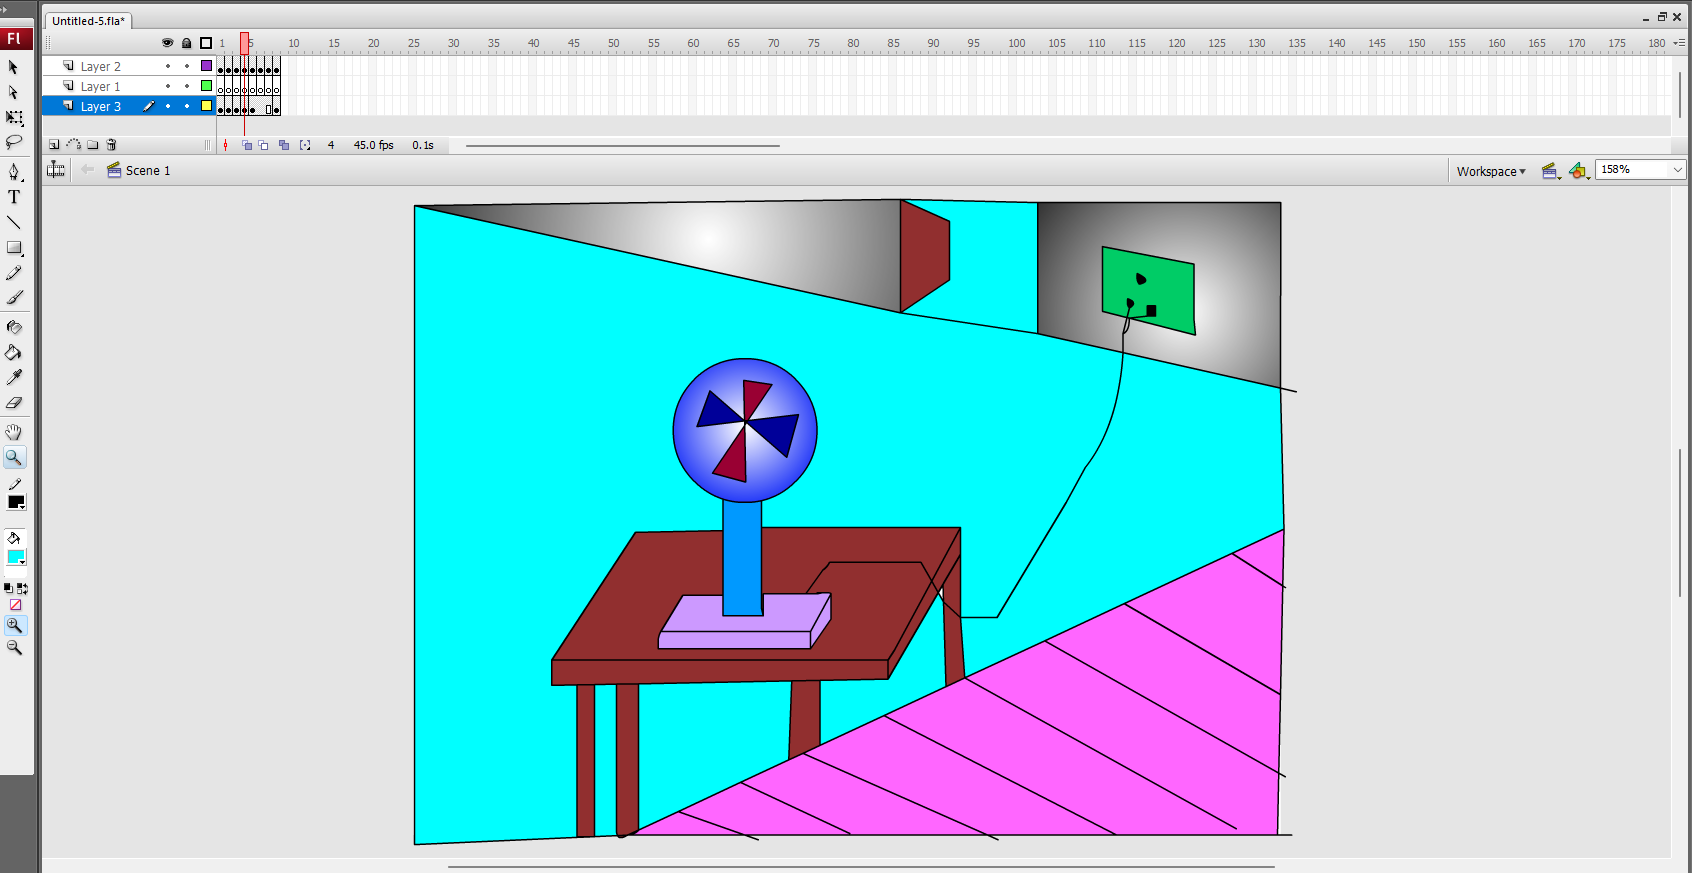 Untitled-5.fla*
Fl
1 5 10 15 20 25 30 35 40 45 50 55 60 65 70 75 80 85 90 95 100 105 110 115 120 125 130 135 140 145 150 155 160 165 170 175 180
Layer 2
Layer 1
Layer 3
4 45.0 fps 0.1s
Scene 1
Workspace
158%
T